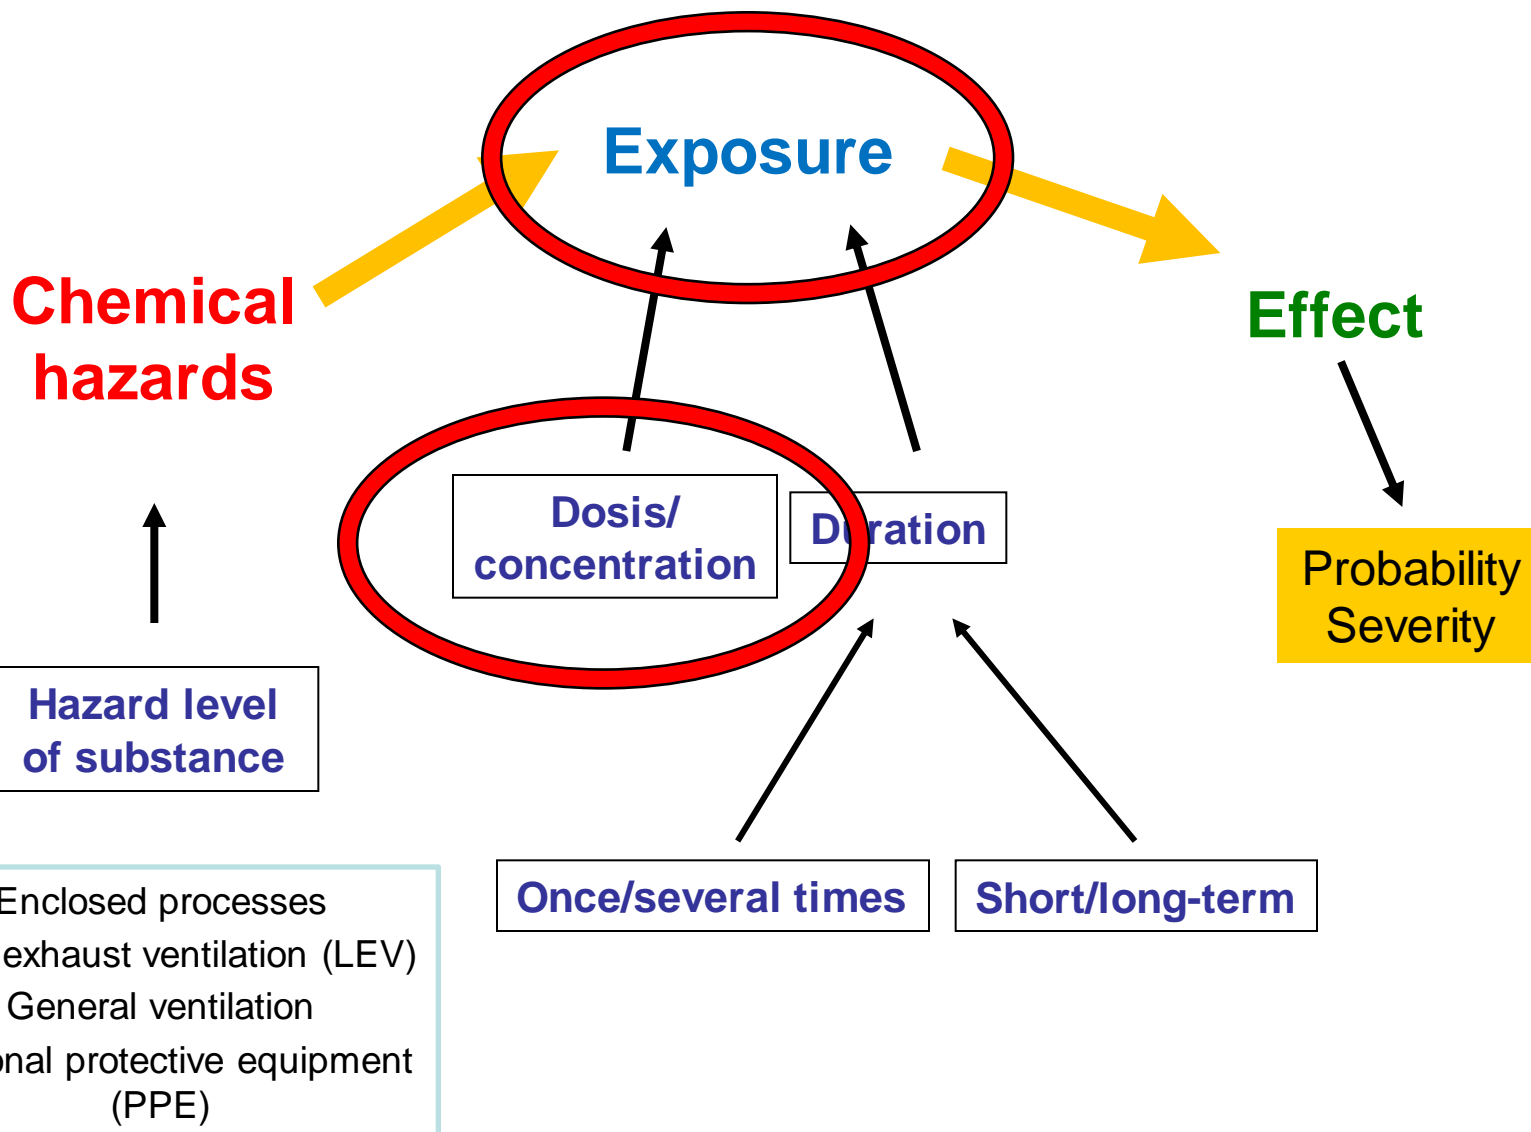 Exposure
Chemical
hazards
Effect
Dosis/
concentration
Duration
Probability
Severity
Hazard level
of substance
Once/several times
Short/long-term
Enclosed processes
exhaust ventilation (LEV)
General ventilation
onal protective equipment
(PPE)